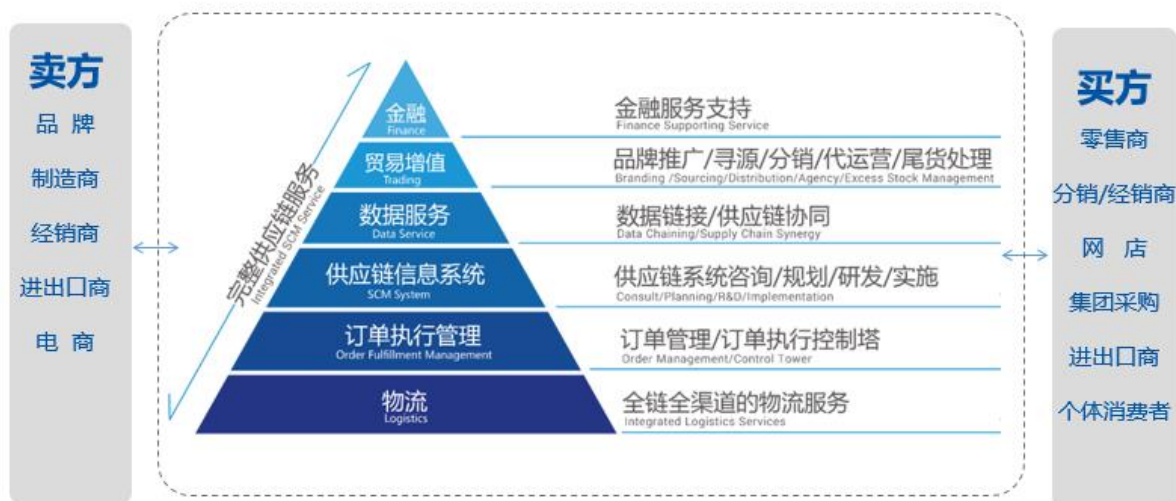 卖方
品 牌
制造商
经销商
进出口商
电 商
完整供应链服务
Integrated SCM Service
金融
Finance
金融服务支持
Finance Supporting Service
贸易增值
Trading
品牌推广/寻源/分销/代运营/尾货处理
Branding /Sourcing/Distribution/Agency/Excess Stock Management
数据服务
Data Service
数据链接/供应链协同
Data Chaining/Supply Chain Synergy
供应链信息系统
SCM System
供应链系统咨询/规划/研发/实施
Consult/Planning/R&D/Implementation
订单执行管理
Order Fulfillment Management
订单管理/订单执行控制塔
Order Management/Control Tower
物流
Logistics
全链全渠道的物流服务
Integrated Logistics Services
买方
零售商
分销/经销商
网 店
集团采购
进出口商
个体消费者